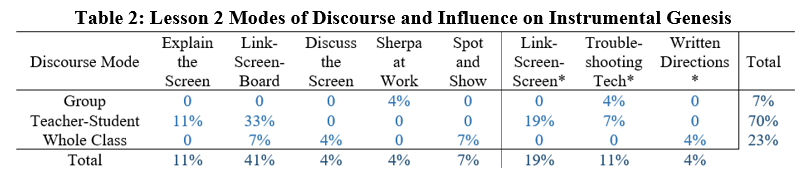 Table 2: Lesson 2 Modes of Discourse and Influence on Instrumental Genesis
Discourse Mode Explain the Screen Link-Screen-Board Discuss the Screen Sherpa at Work Spot and Show Link-Screen-Screen* Trouble-shooting Tech* Written Directions * Total
Group 0 0 0 4% 0 0 4% 0 7%
Teacher-Student 11% 33% 0 0 0 19% 7% 0 70%
Whole Class 0 7% 4% 0 7% 0 0 4% 23%
Total 11% 41% 4% 4% 7% 19% 11% 4%